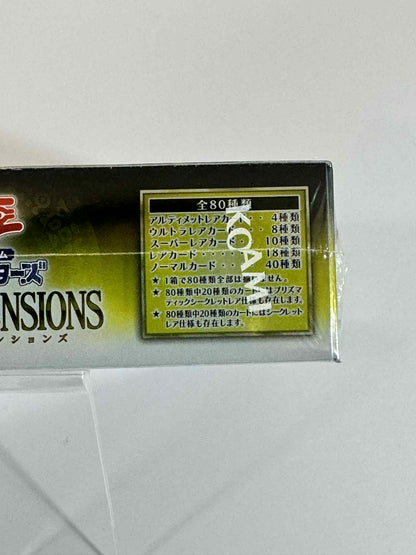 全80種類
アルティメットレアカード・・4種類
ウルトラレアカード・・・8種類
スーパーレアカード・・・10種類
レアカード・・・・・18種類
ノーマルカード・・・40種類
★ 1箱で80種類全部は揃いません。
★ 80種類中20種類のカードにはプリズマ
ティックシークレットレア仕様も存在します。
★ 80種類中20種類のカードにはシークレット
レア仕様も存在します。
KONAMI
ターズ
ENSIONS
ンションズ